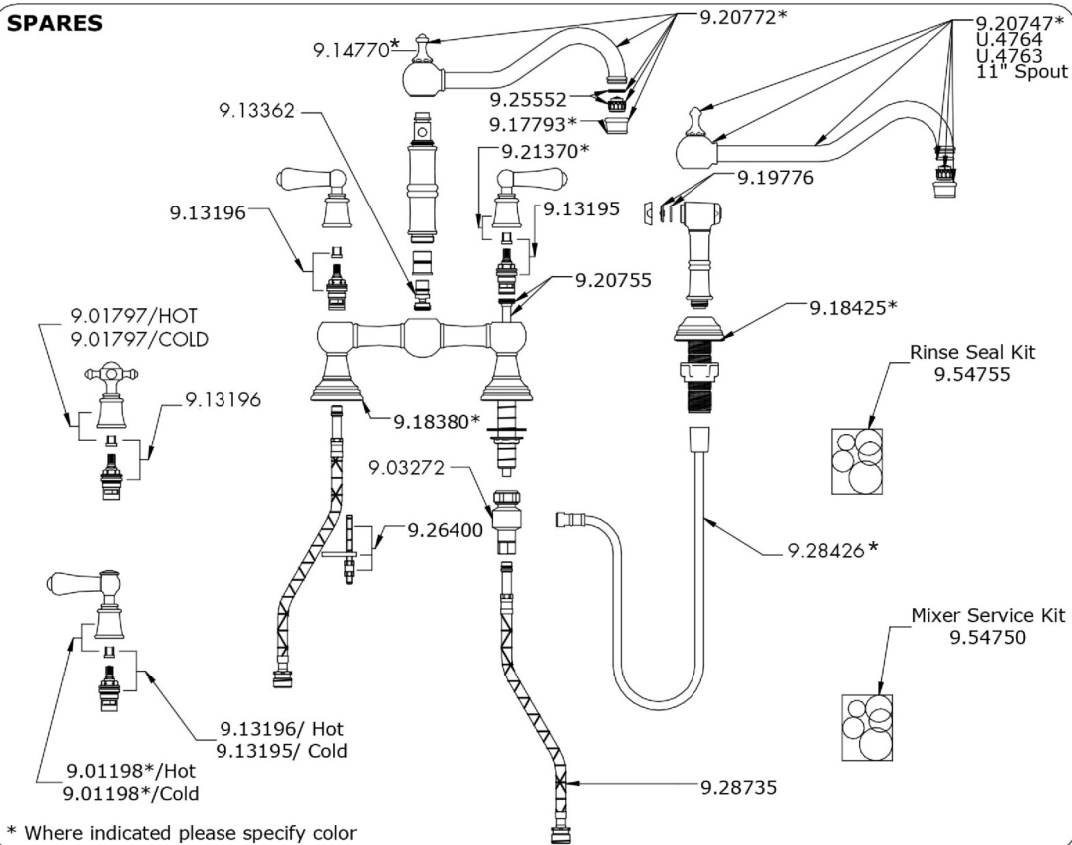 SPARES
9.14770*
9.20772*
9.20747*
U.4764
U.4763
11" Spout
9.25552
9.17793*
9.13362
9.21370*
9.19776
9.13196
9.13195
9.20755
9.01797/HOT
9.01797/COLD
9.18425*
Rinse Seal Kit
9.54755
9.13196
9.18380*
9.03272
9.26400
9.28426*
Mixer Service Kit
9.54750
9.13196/ Hot
9.13195/ Cold
9.01198*/Hot
9.01198*/Cold
9.28735
* Where indicated please specify color